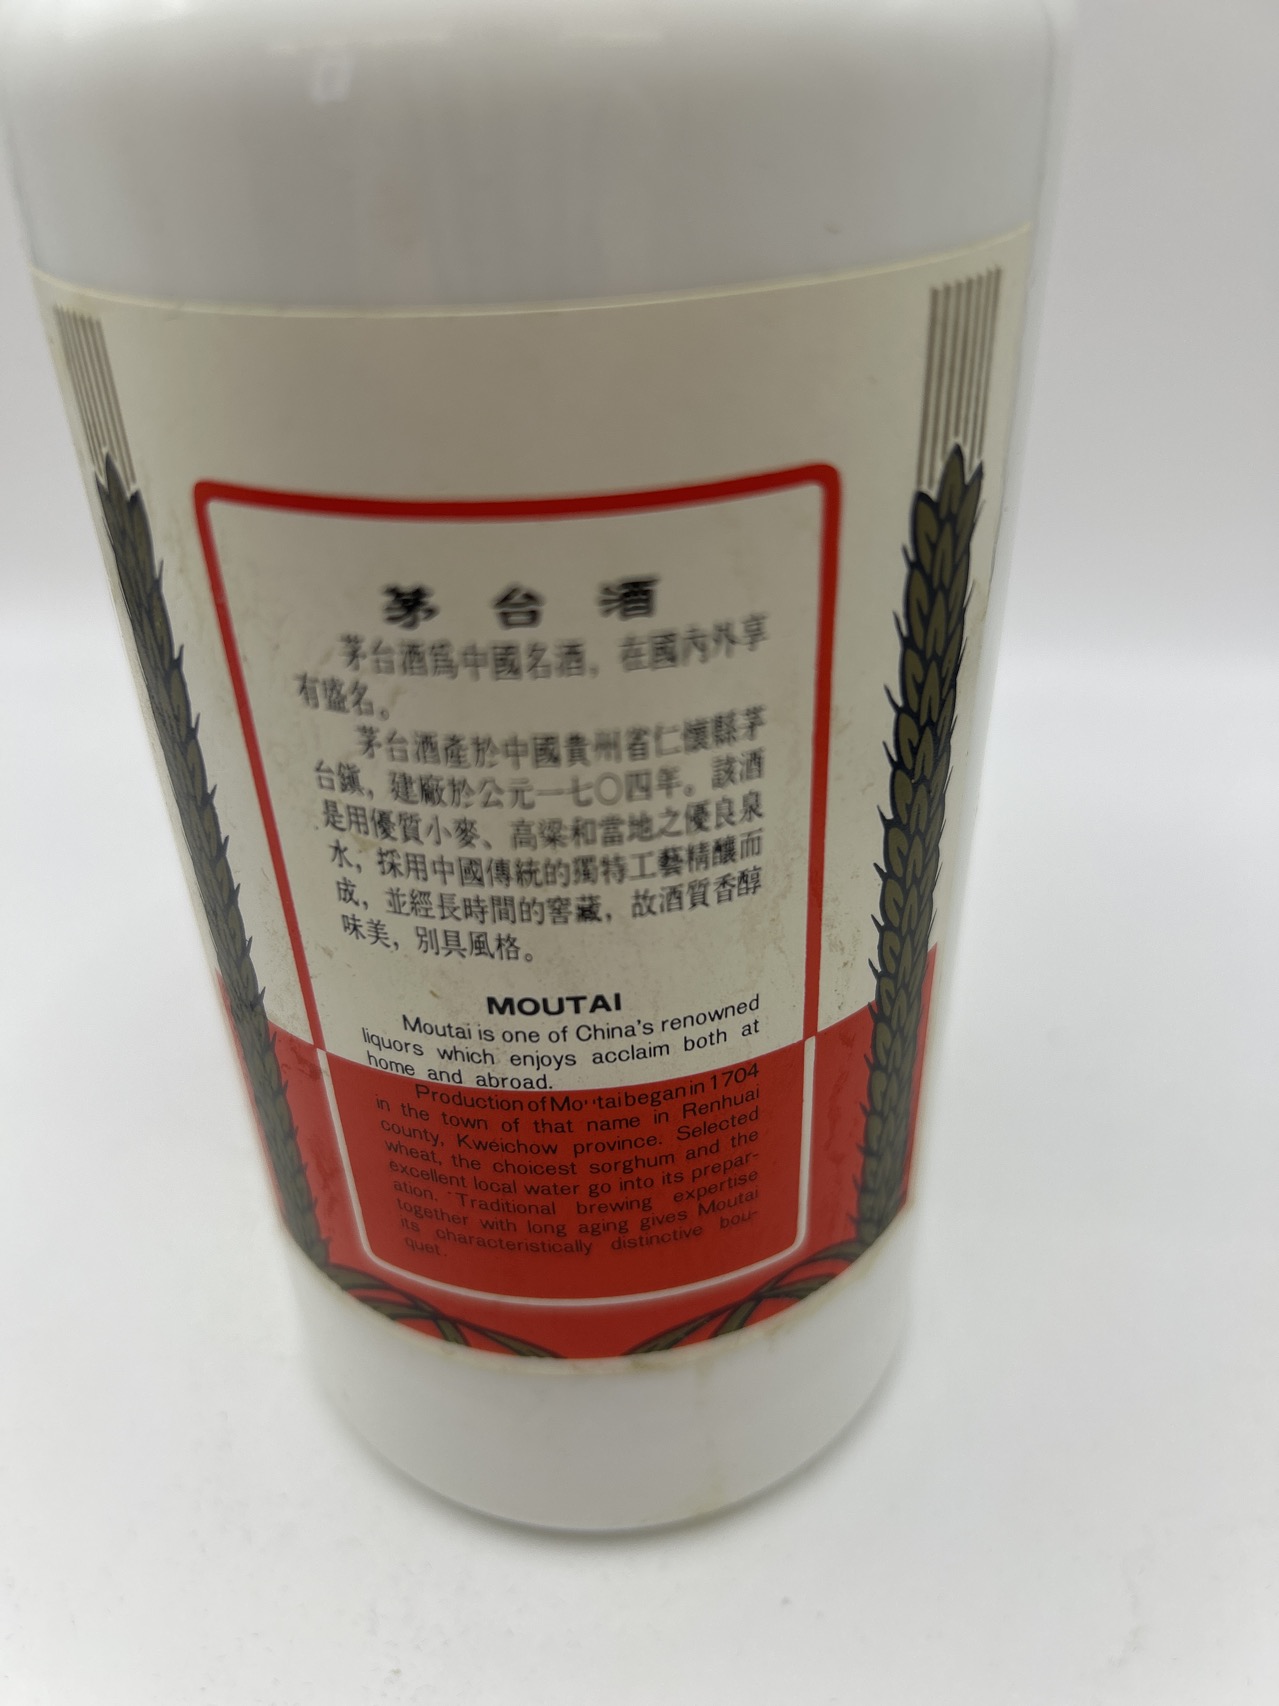 茅台酒
茅台酒爲中國名酒，在國內外享
有盛名。
茅台酒產於中國貴州省仁懷縣茅
台鎮，建廠於公元一七〇四年。該酒
是用優質小麥、高梁和當地之優良泉
水，採用中國傳統的獨特工藝精釀而
成，並經長時間的窖藏，故酒質香醇
味美，別具風格。
MOUTAI
Moutai is one of China's renowned
liquors which enjoys acclaim both at
home and abroad.
Production of Moutai began in 1704
in the town of that name in Renhuai
county, Kweichow province. Selected
wheat, the choicest sorghum and the
excellent local water go into its prepar-
ation. Traditional brewing expertise
together with long aging gives Moutai
its characteristically distinctive bou-
quet.